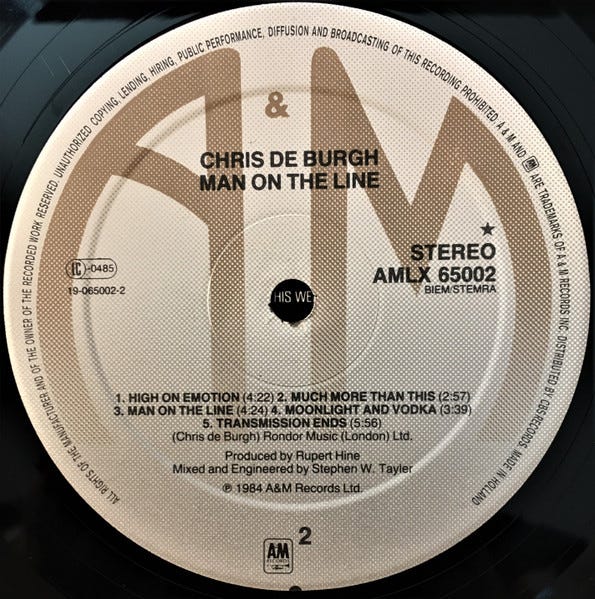 ALL RIGHTS OF THE MANUFACTURER AND OF THE OWNER OF THE RECORDED WORK RESERVED. UNAUTHORIZED COPYING, LENDING, HIRING, PUBLIC PERFORMANCE, DIFFUSION AND BROADCASTING OF THIS RECORDING PROHIBITED. A & M AND AM ARE TRADEMARKS OF A & M RECORDS INC. DISTRIBUTED BY CBS-RECORDS MADE IN HOLLAND
A & M
CHRIS DE BURGH
MAN ON THE LINE
★
STEREO
AMLX 65002
BIEM/STEMRA
LC-0485
19-065002-2
HIS WE
1. HIGH ON EMOTION (4:22) 2. MUCH MORE THAN THIS (2:57)
3. MAN ON THE LINE (4:24) 4. MOONLIGHT AND VODKA (3:39)
5. TRANSMISSION ENDS (5:56)
(Chris de Burgh) Rondor Music (London) Ltd.
Produced by Rupert Hine
Mixed and Engineered by Stephen W. Tayler
℗ 1984 A&M Records Ltd.
2
AM
RECORDS